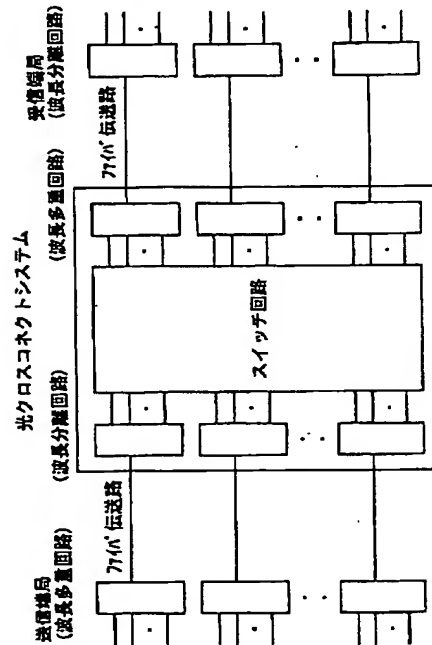 光クロスコネクトシステム
送信端局
(波長多重回路)
ファイバ伝送路
(波長分離回路)
スイッチ回路
(波長多重回路)
ファイバ伝送路
受信端局
(波長分離回路)